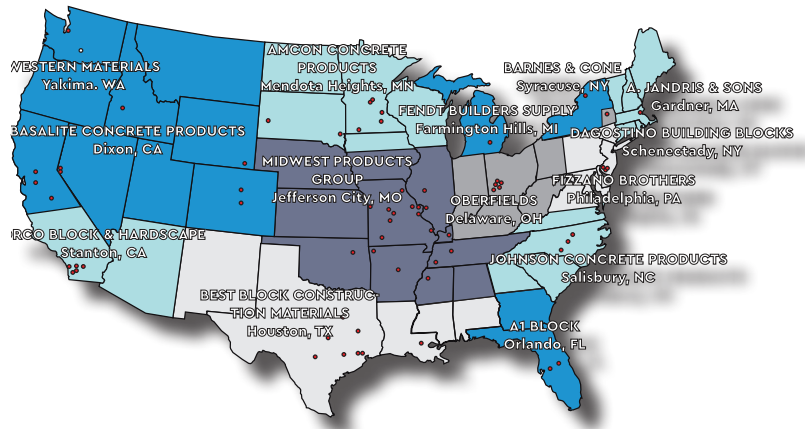 WESTERN MATERIALS
Yakima. WA
BASALITE CONCRETE PRODUCTS
Dixon, CA
ORCO BLOCK & HARDSCAPE
Stanton, CA
AMCON CONCRETE
PRODUCTS
Mendota Heights, MN
MIDWEST PRODUCTS
GROUP
Jefferson City, MO
BEST BLOCK CONSTRUC-
TION MATERIALS
Houston, TX
FENDT BUILDERS SUPPLY
Farmington Hills, MI
OBERFIELDS
Delaware, OH
BARNES & CONE
Syracuse, NY
A. JANDRIS & SONS
Gardner, MA
DAGOSTINO BUILDING BLOCKS
Schenectady, NY
FIZZANO BROTHERS
Philadelphia, PA
JOHNSON CONCRETE PRODUCTS
Salisbury, NC
A1 BLOCK
Orlando, FL